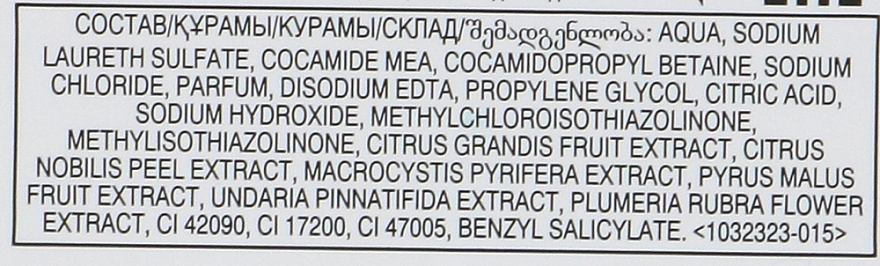 СОСТАВ/ҚҰРАМЫ/КУРАМЫ/СКЛАД/შემადგენლობა: AQUA, SODIUM
LAURETH SULFATE, COCAMIDE MEA, COCAMIDOPROPYL BETAINE, SODIUM
CHLORIDE, PARFUM, DISODIUM EDTA, PROPYLENE GLYCOL, CITRIC ACID,
SODIUM HYDROXIDE, METHYLCHLOROISOTHIAZOLINONE,
METHYLISOTHIAZOLINONE, CITRUS GRANDIS FRUIT EXTRACT, CITRUS
NOBILIS PEEL EXTRACT, MACROCYSTIS PYRIFERA EXTRACT, PYRUS MALUS
FRUIT EXTRACT, UNDARIA PINNATIFIDA EXTRACT, PLUMERIA RUBRA FLOWER
EXTRACT, CI 42090, CI 17200, CI 47005, BENZYL SALICYLATE. <1032323-015>